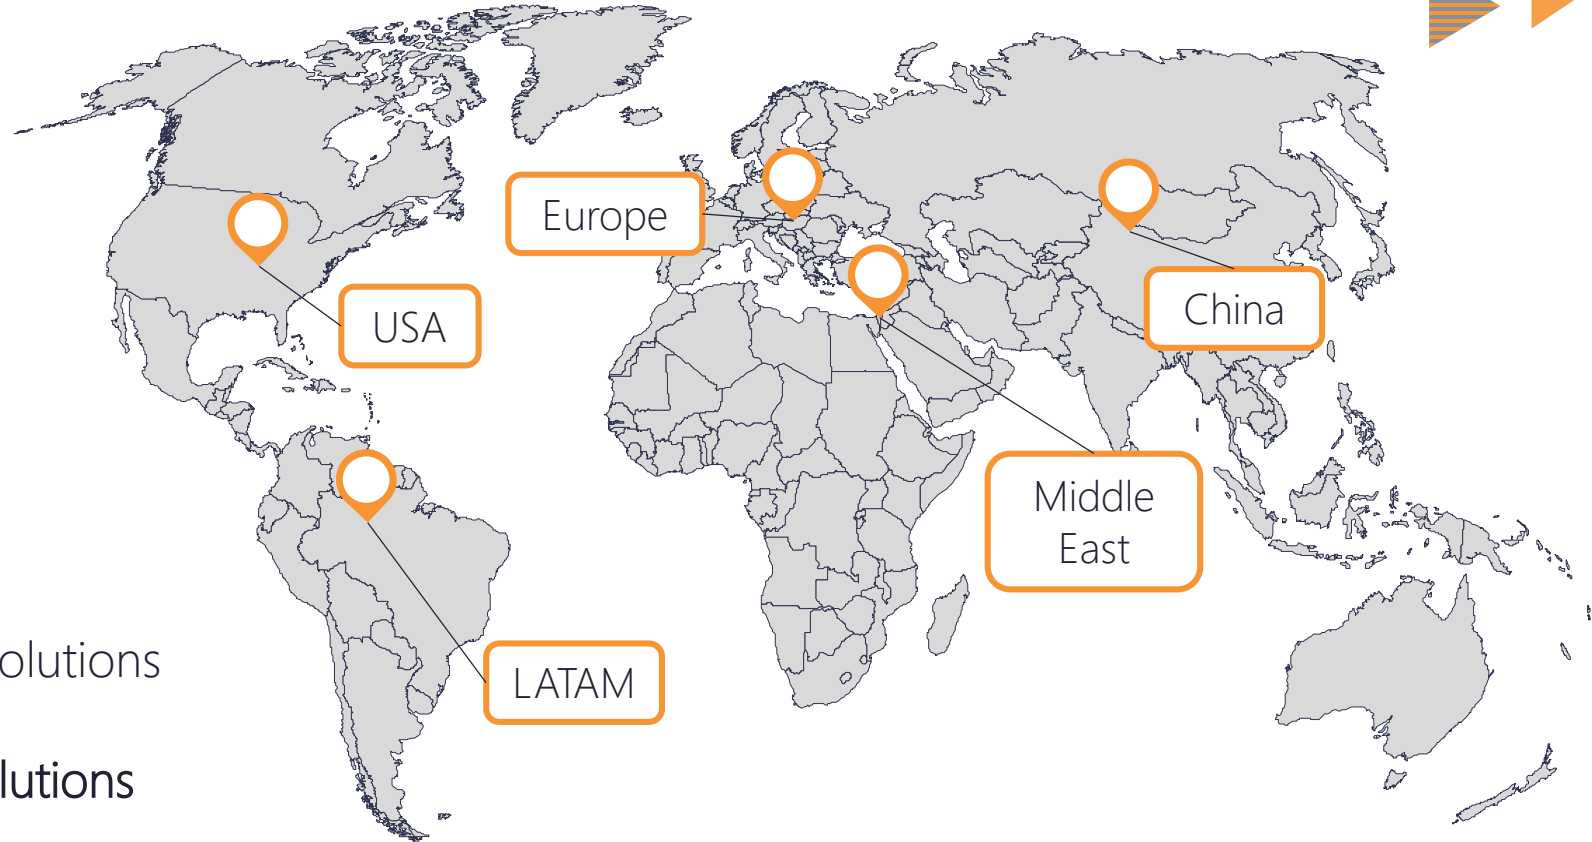 Europe
USA
China
Middle
East
olutions
LATAM
lutions